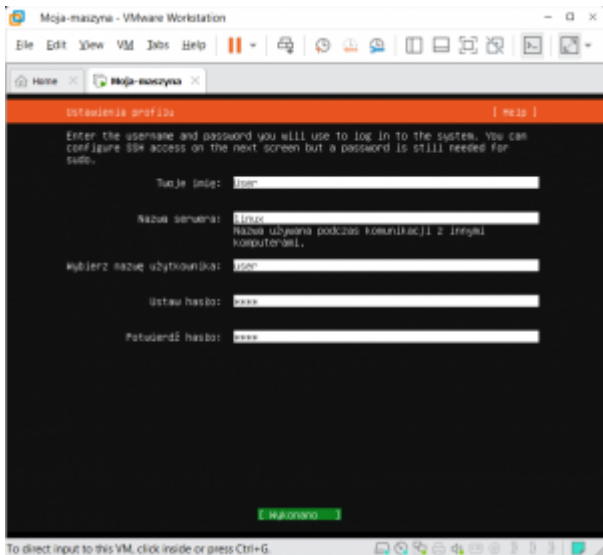 Moja-maszyna - VMware Workstation
File Edit View VM Tabs Help
Home Moja-maszyna
Ustawienia profilu [ Help ]
Enter the username and password you will use to log in to the system. You can
configure SSH access on the next screen but a password is still needed for
sudo.
Twoje imię: User
Nazwa serwera: linux
Nazwa używana podczas komunikacji z innymi
komputerami.
Wybierz nazwę użytkownika: user
Ustaw hasło: ****
Potwierdź hasło: ****
[ Wykonano ]
To direct input to this VM, click inside or press Ctrl+G.